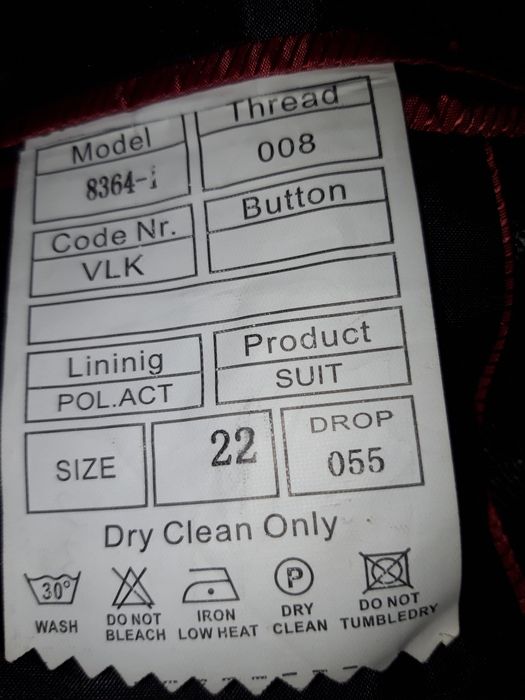 Model
8364-i
Thread
008
Code Nr.
VLK
Button
Lininig
POL.ACT
Product
SUIT
SIZE
22
DROP
055
Dry Clean Only
30°
WASH
DO NOT
BLEACH
IRON
LOW HEAT
P
DRY
CLEAN
DO NOT
TUMBLEDRY